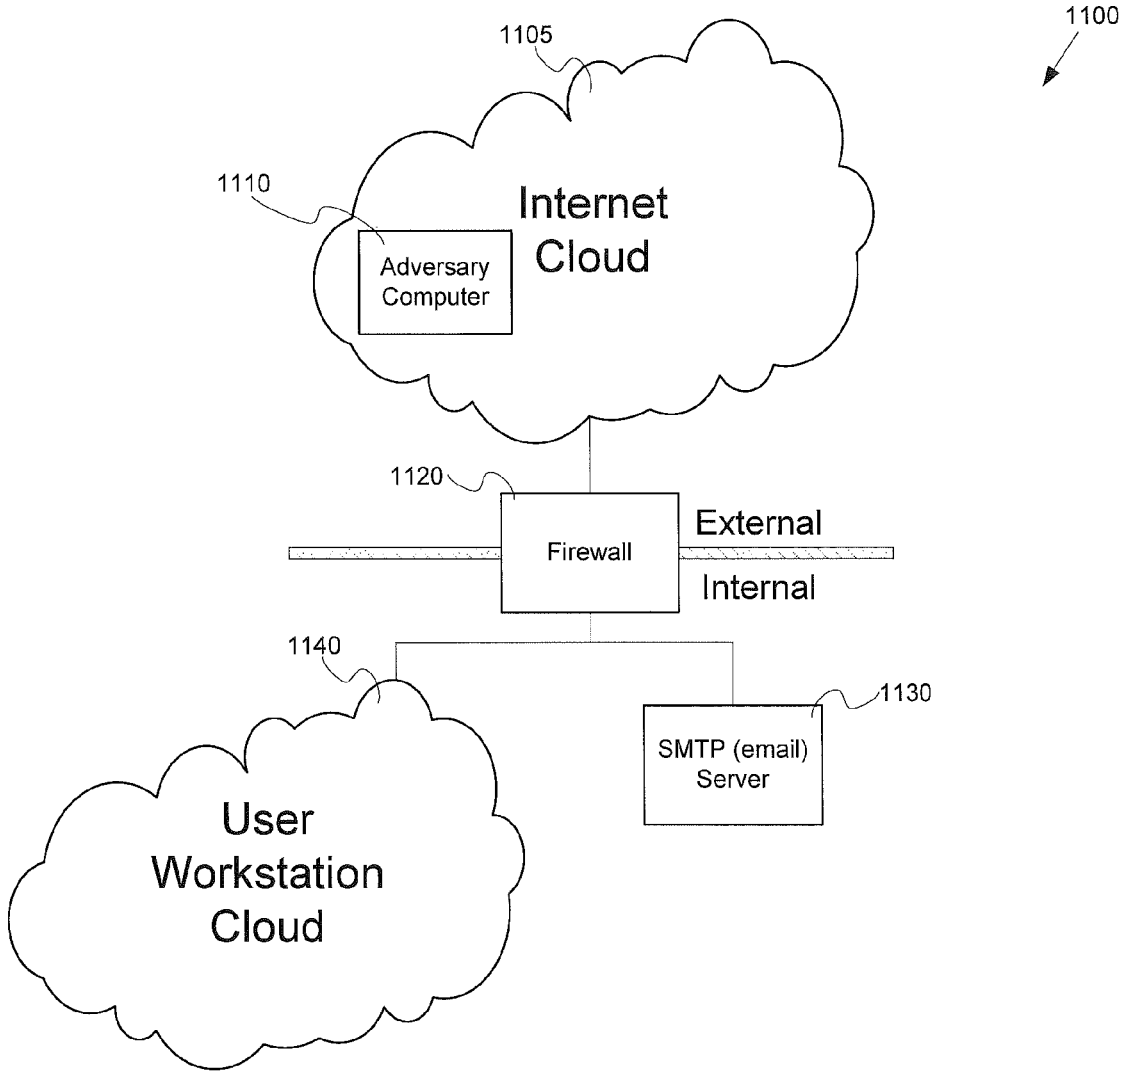 1100
1105
1110
Internet
Cloud
Adversary
Computer
1120
External
Firewall
Internal
1140
1130
SMTP (email)
Server
User
Workstation
Cloud